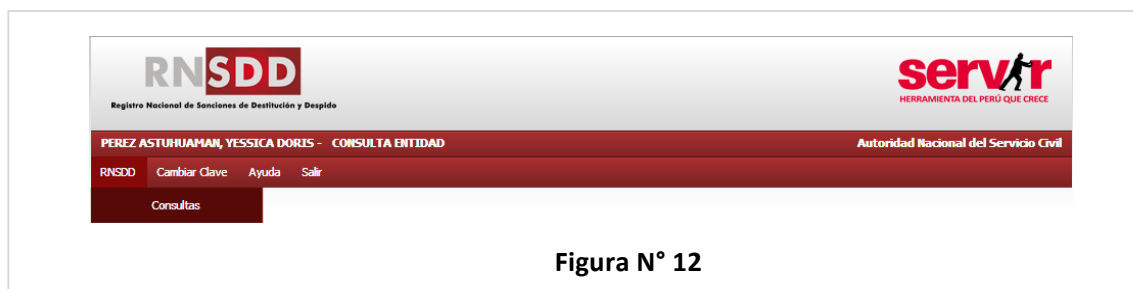 RNSDD
Registro Nacional de Sanciones de Destitución y Despido
servir
HERRAMIENTA DEL PERÚ QUE CRECE
PEREZ ASTUHUAMAN, YESSICA DORIS - CONSULTA ENTIDAD
Autoridad Nacional del Servicio Civil
RNSDD Cambiar Clave Ayuda Salir
Consultas
Figura N° 12